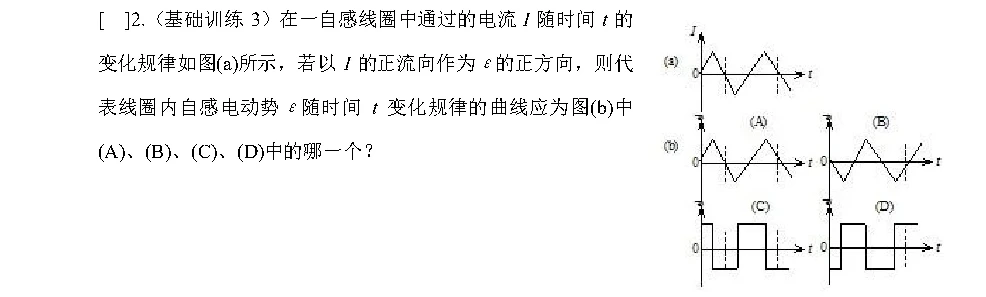 [ ]2.（基础训练 3）在一自感线圈中通过的电流 I 随时间 t 的
变化规律如图(a)所示，若以 I 的正流向作为 ε的正方向，则代
表线圈内自感电动势 ε随时间 t 变化规律的曲线应为图(b)中
(A)、(B)、(C)、(D)中的哪一个？
I
(a)
0 t
(A) (B)
(b)
0 t 0 t
(C) (D)
0 t 0 t